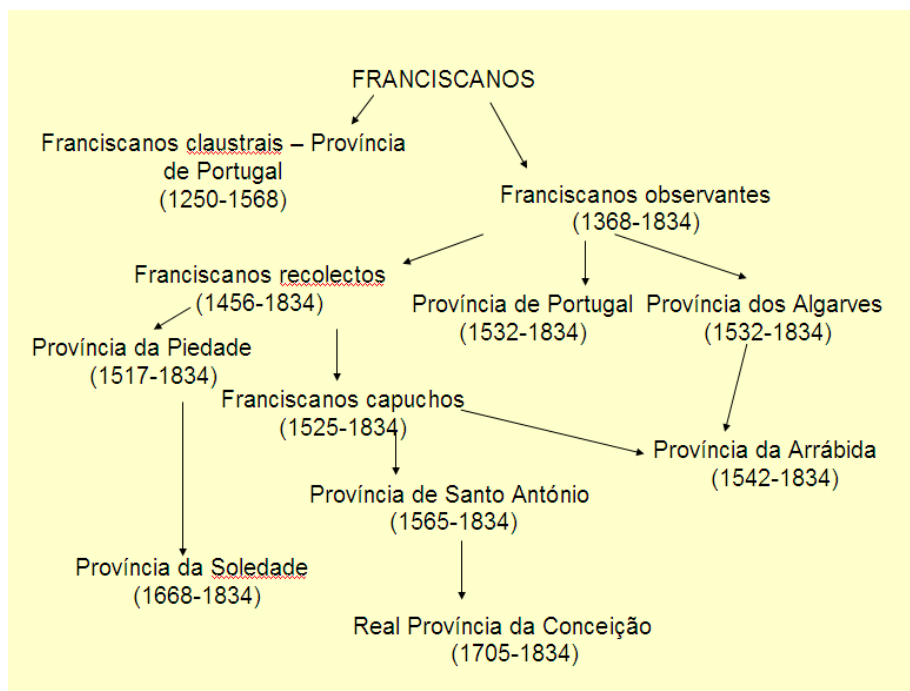 FRANCISCANOS
Franciscanos claustrais – Província
de Portugal
(1250-1568)
Franciscanos observantes
(1368-1834)
Franciscanos recolectos
(1456-1834)
Província de Portugal
(1532-1834)
Província dos Algarves
(1532-1834)
Província da Piedade
(1517-1834)
Franciscanos capuchos
(1525-1834)
Província da Arrábida
(1542-1834)
Província de Santo António
(1565-1834)
Província da Soledade
(1668-1834)
Real Província da Conceição
(1705-1834)